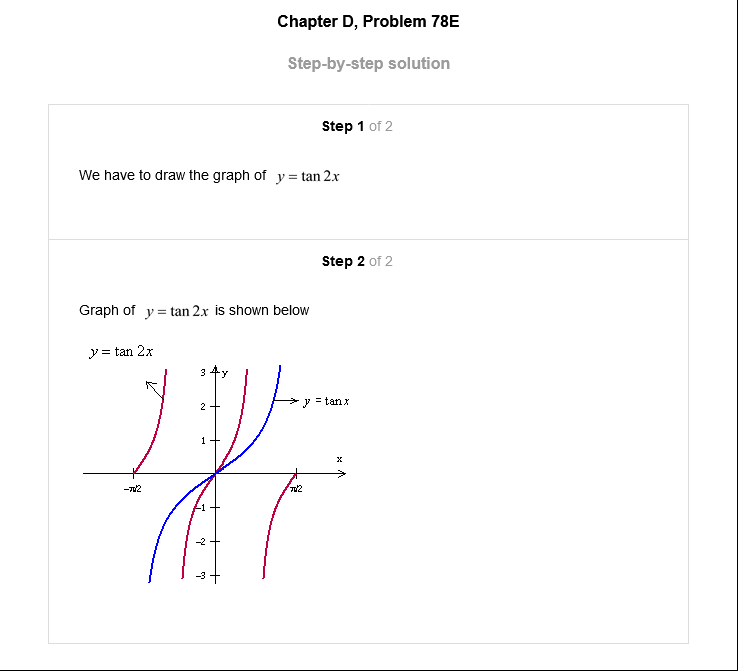 Chapter D, Problem 78E
Step-by-step solution
Step 1 of 2
We have to draw the graph of y = tan 2x
Step 2 of 2
Graph of y = tan 2x is shown below
y = tan 2x
3 y
2
y = tan x
1
x
−π/2
π/2
−1
−2
−3